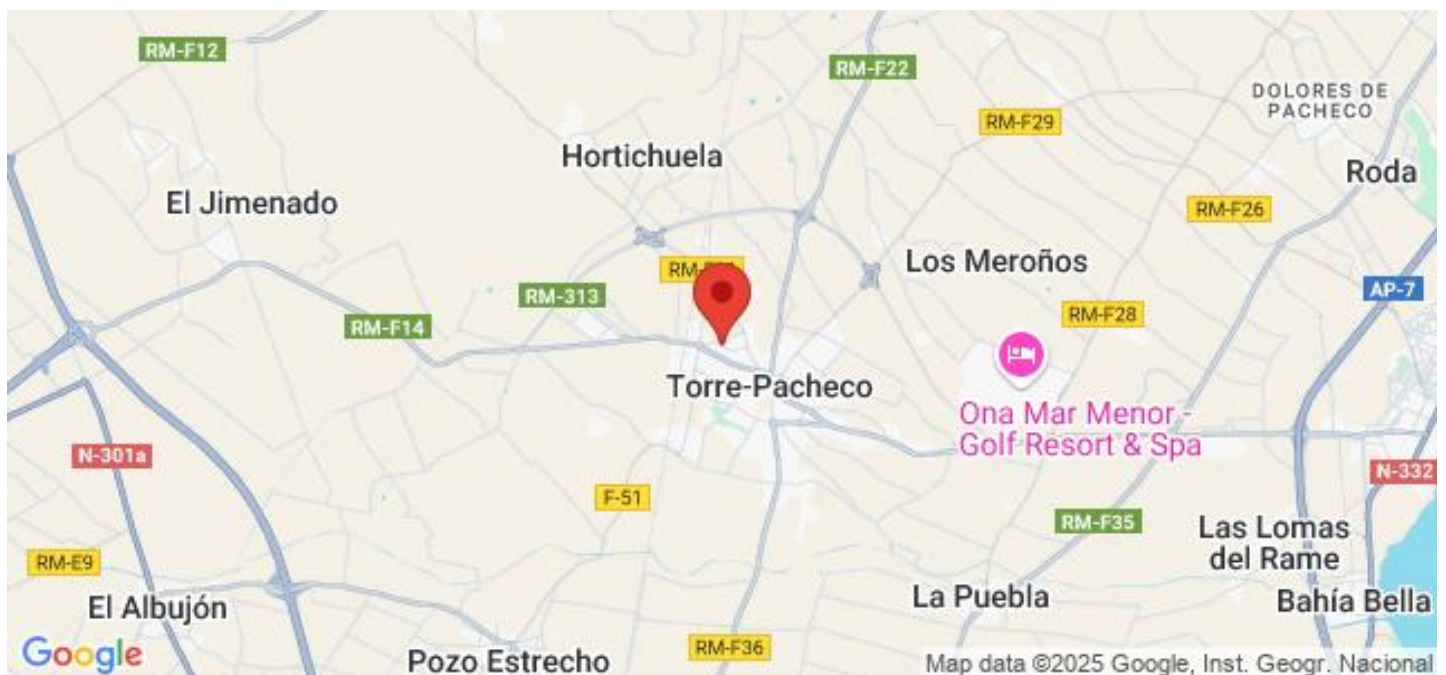 RM-F12
RM-F22
DOLORES DE
PACHECO
RM-F29
Hortichuela
Roda
El Jimenado
RM-F26
Los Meroños
AP-7
RM-313
RM-F14
RM-F28
Torre-Pacheco
Ona Mar Menor -
Golf Resort & Spa
N-301a
N-332
F-51
RM-F35
Las Lomas
del Rame
RM-E9
El Albujón
La Puebla
Bahía Bella
Google
Pozo Estrecho
RM-F36
Map data ©2025 Google, Inst. Geogr. Nacional